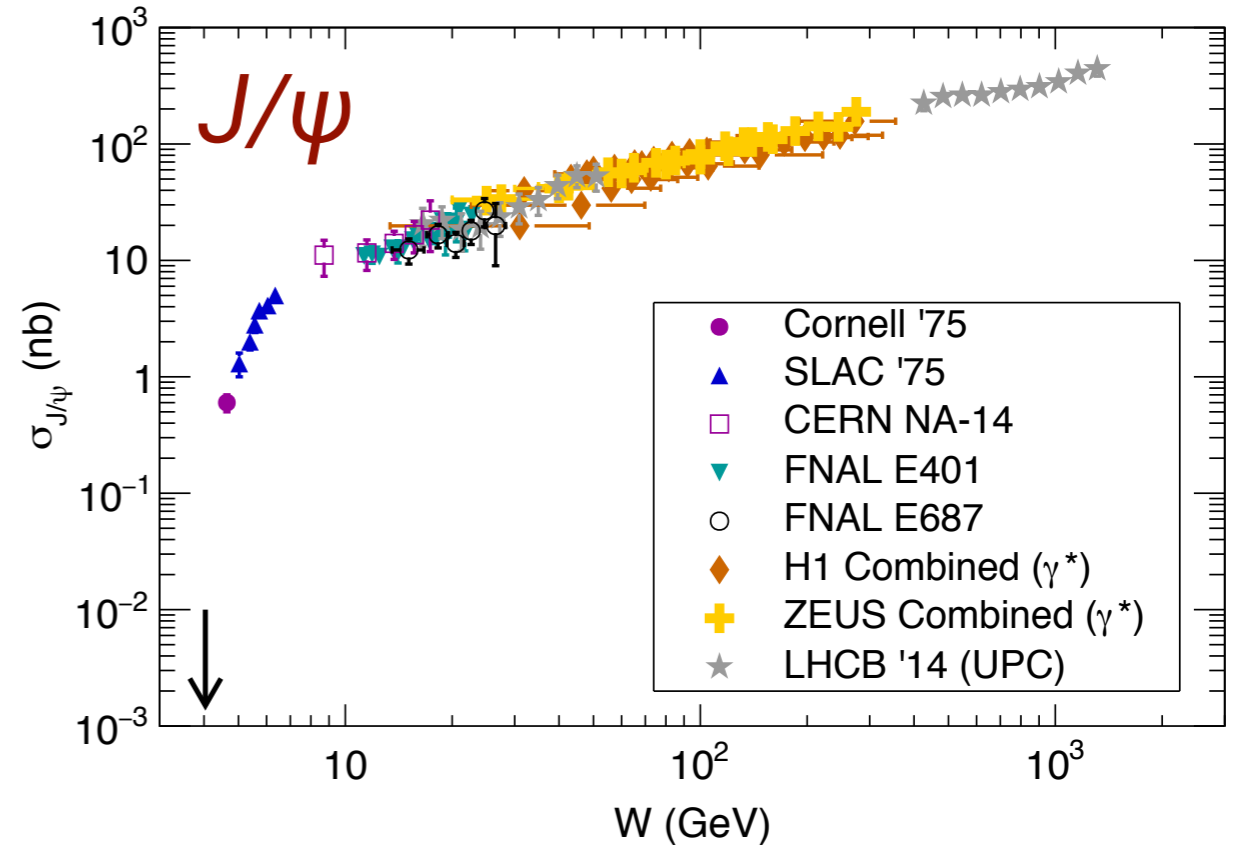 J/ψ
σJ/ψ (nb)
10³
10²
10
1
10⁻¹
10⁻²
10⁻³
Cornell '75
SLAC '75
CERN NA-14
FNAL E401
FNAL E687
H1 Combined (γ*)
ZEUS Combined (γ*)
LHCB '14 (UPC)
10 10² 10³
W (GeV)